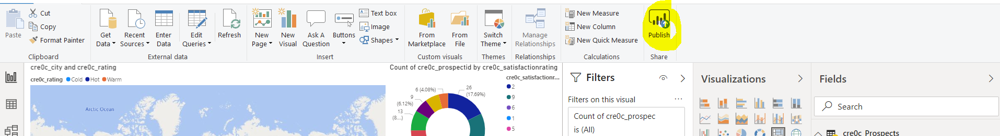 Paste
Cut
Copy
Format Painter
Clipboard
Get
Data
Recent
Sources
Enter
Data
Edit
Queries
Refresh
External data
New
Page
New
Visual
Ask A
Question
Buttons
Text box
Image
Shapes
Insert
From
Marketplace
From
File
Custom visuals
Switch
Theme
Themes
Manage
Relationships
Relationships
New Measure
New Column
New Quick Measure
Calculations
Publish
Share
cre0c_city and cre0c_rating
cre0c_rating Cold Hot Warm
Arctic Ocean
Count of cre0c_prospectid by cre0c_satisfactionrating
6 (4.08%)
26
(17.69%)
9
(6.12%)
13
(8....)
cre0c_satisfactionr...
2
9
6
1
5
Filters
Filters on this visual
...
Count of cre0c_prospec
is (All)
Visualizations
Fields
Search
cre0c_Prospects